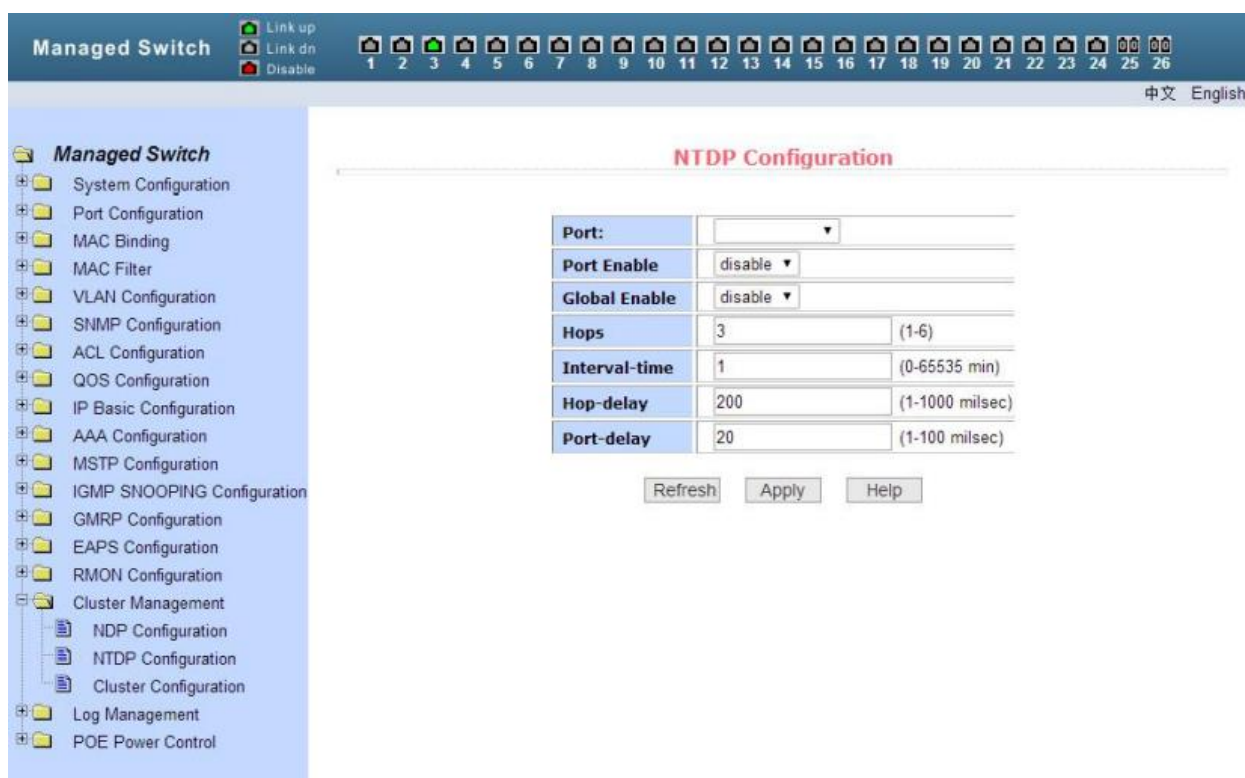 Managed Switch
Link up
Link dn
Disable
1 2 3 4 5 6 7 8 9 10 11 12 13 14 15 16 17 18 19 20 21 22 23 24 25 26
中文 English
Managed Switch
System Configuration
Port Configuration
MAC Binding
MAC Filter
VLAN Configuration
SNMP Configuration
ACL Configuration
QOS Configuration
IP Basic Configuration
AAA Configuration
MSTP Configuration
IGMP SNOOPING Configuration
GMRP Configuration
EAPS Configuration
RMON Configuration
Cluster Management
NDP Configuration
NTDP Configuration
Cluster Configuration
Log Management
POE Power Control
NTDP Configuration
Port:
Port Enable disable
Global Enable disable
Hops 3 (1-6)
Interval-time 1 (0-65535 min)
Hop-delay 200 (1-1000 milsec)
Port-delay 20 (1-100 milsec)
Refresh Apply Help